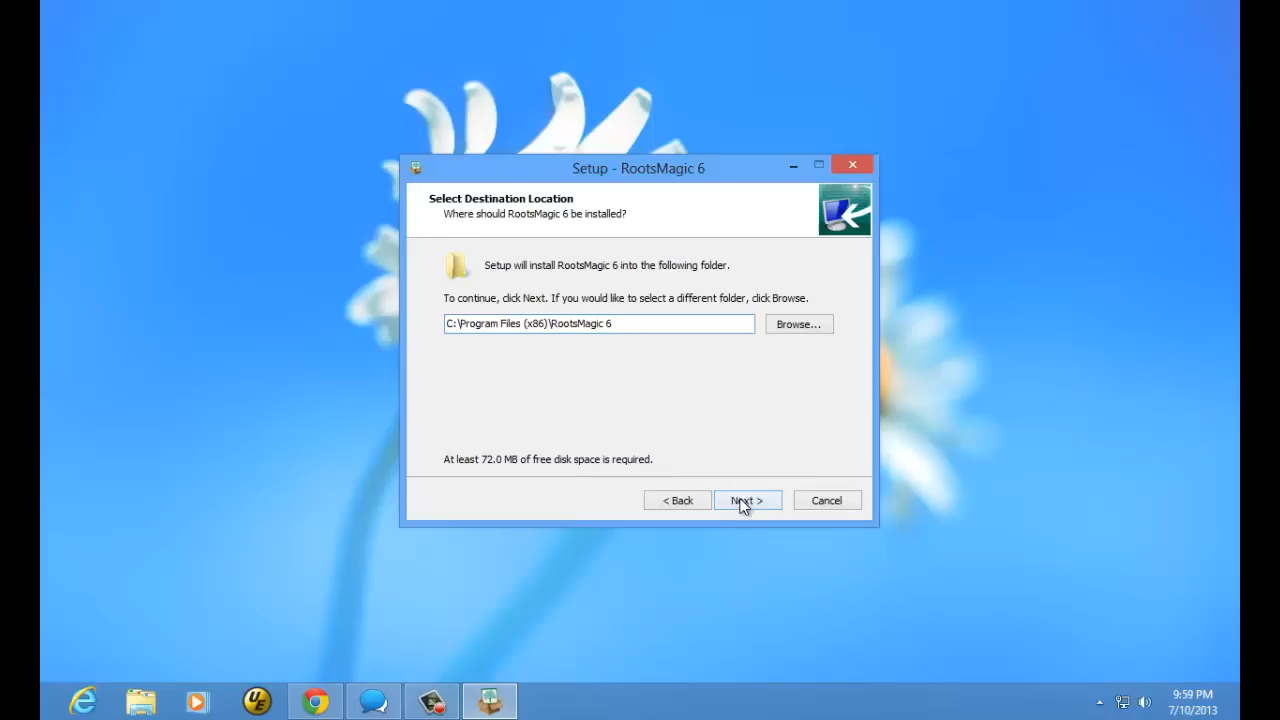 Setup - RootsMagic 6
Select Destination Location
Where should RootsMagic 6 be installed?
Setup will install RootsMagic 6 into the following folder.
To continue, click Next. If you would like to select a different folder, click Browse.
C:\Program Files (x86)\RootsMagic 6
Browse...
At least 72.0 MB of free disk space is required.
< Back
Next >
Cancel
UE
9:59 PM
7/10/2013